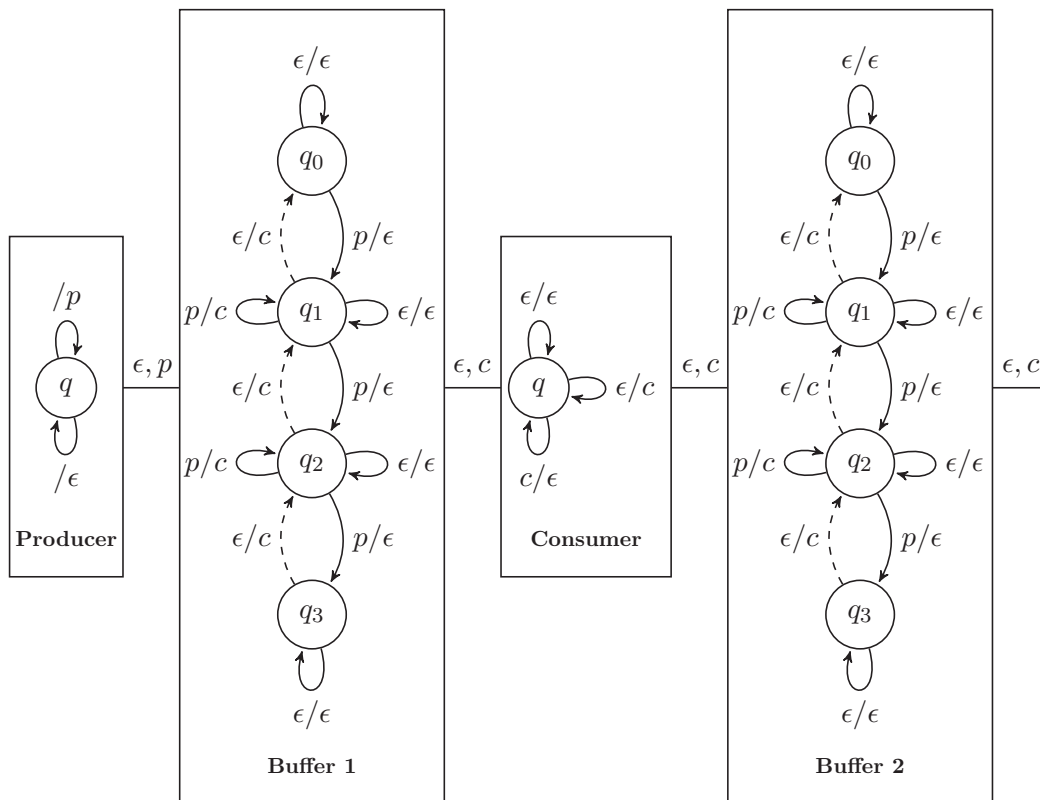 /p
q
/ϵ
Producer
ϵ, p
ϵ/ϵ
q0
ϵ/c
p/ϵ
p/c
q1
ϵ/ϵ
ϵ/c
p/ϵ
p/c
q2
ϵ/ϵ
ϵ/c
p/ϵ
q3
ϵ/ϵ
Buffer 1
ϵ, c
ϵ/ϵ
q
ϵ/c
c/ϵ
Consumer
ϵ, c
ϵ/ϵ
q0
ϵ/c
p/ϵ
p/c
q1
ϵ/ϵ
ϵ/c
p/ϵ
p/c
q2
ϵ/ϵ
ϵ/c
p/ϵ
q3
ϵ/ϵ
Buffer 2
ϵ, c